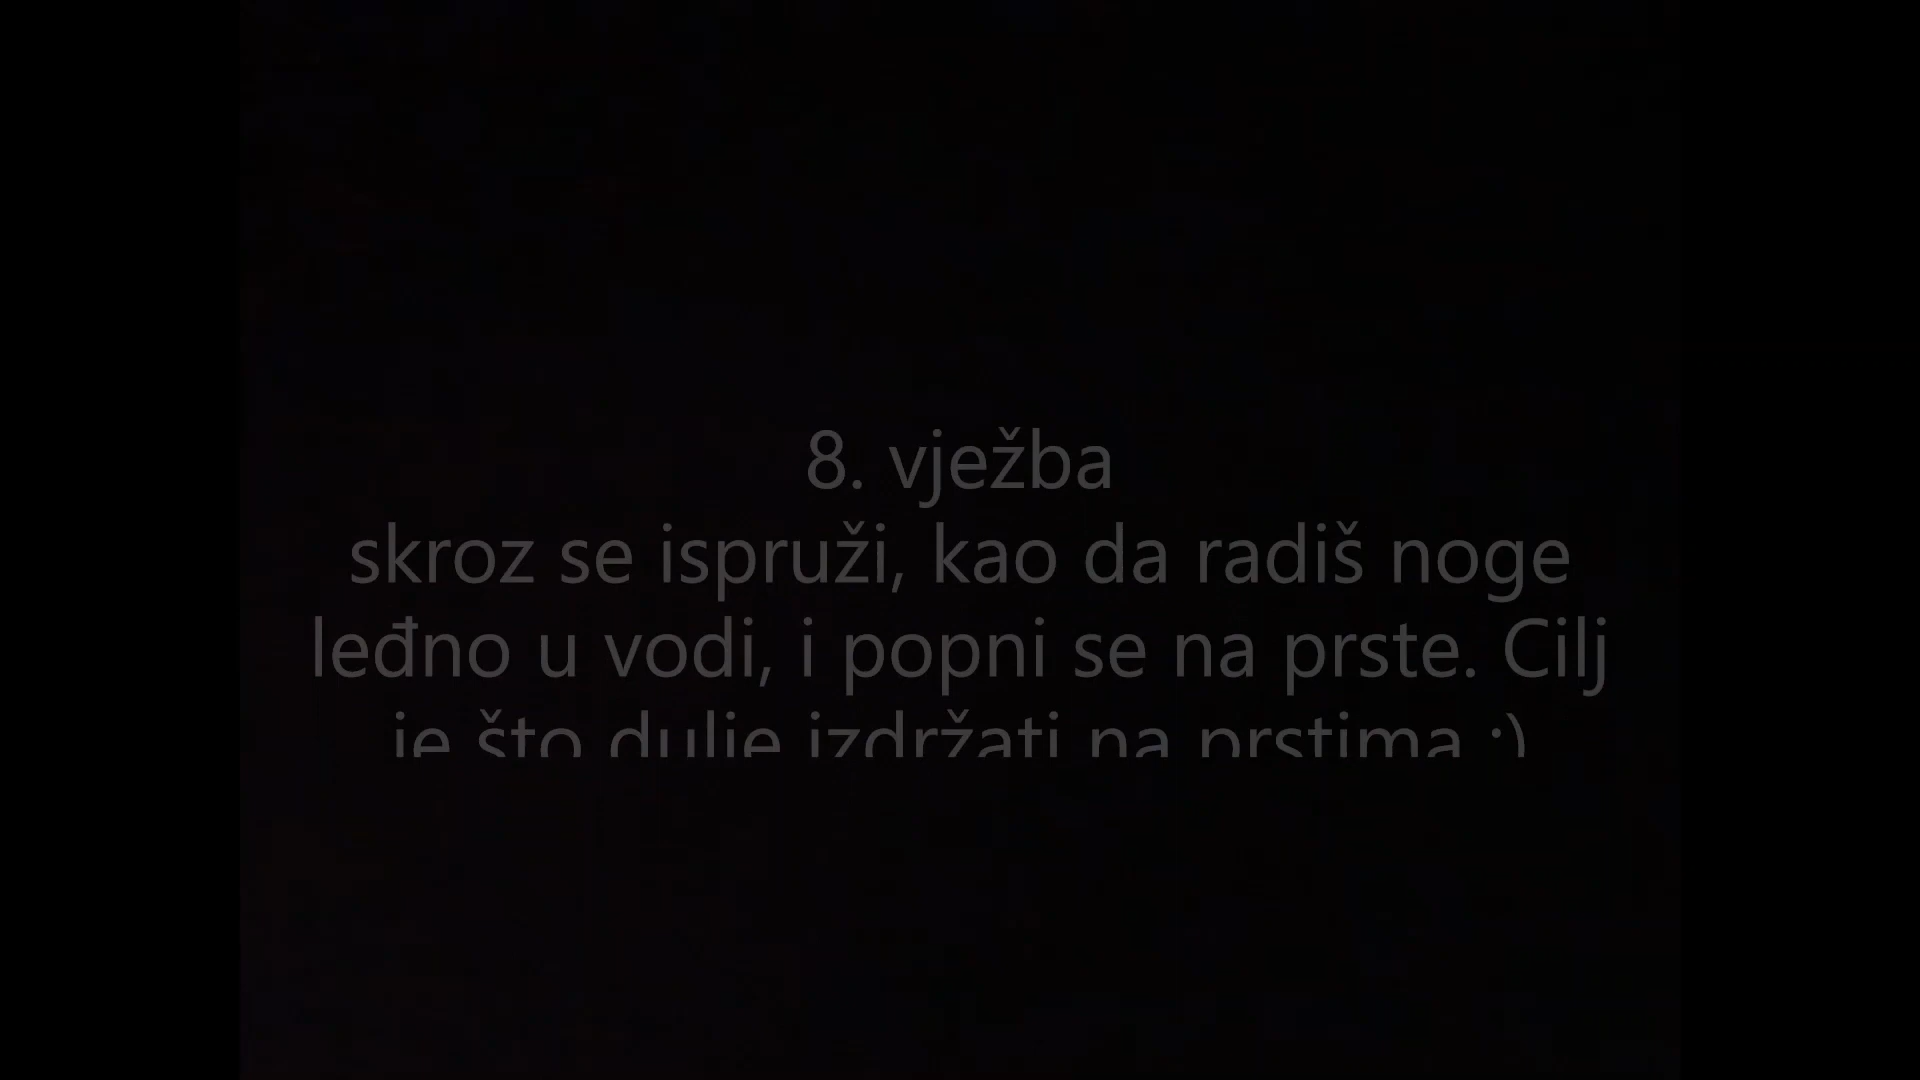 8. vježba
skroz se ispruži, kao da radiš noge
leđno u vodi, i popni se na prste. Cilj
je što dulje izdržati na prstima :)